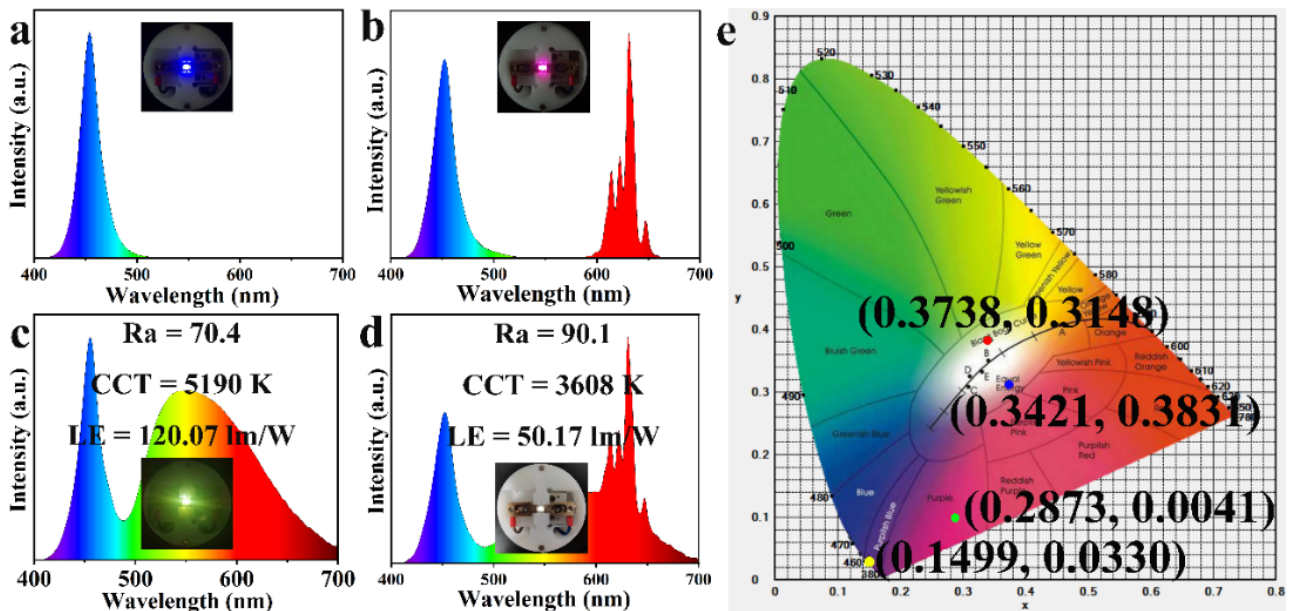 a
Intensity (a.u.)
400 500 600 700
Wavelength (nm)
b
Intensity (a.u.)
400 500 600 700
Wavelength (nm)
c
Ra = 70.4
CCT = 5190 K
LE = 120.07 lm/W
Intensity (a.u.)
400 500 600 700
Wavelength (nm)
d
Ra = 90.1
CCT = 3608 K
LE = 50.17 lm/W
Intensity (a.u.)
400 500 600 700
Wavelength (nm)
e
0.9
0.8
0.7
0.6
0.5
y
0.4
0.3
0.2
0.1
0
0.1 0.2 0.3 0.4 0.5 0.6 0.7 0.8
x
520
530
510
540
550
560
570
500
580
600
610
620
490
480
470
460
380
Green
Yellowish
Green
Yellow
Green
Greenish Yellow
Yellow
Orange
Bluish Green
Yellowish Pink
Reddish
Orange
Equal
Energy
Pink
Greenish Blue
Pink
Purplish
Red
Blue
Reddish
Purple
Purplish Blue
A
B
C
D
E
(0.3738, 0.3148)
(0.3421, 0.3831)
(0.2873, 0.0041)
(0.1499, 0.0330)